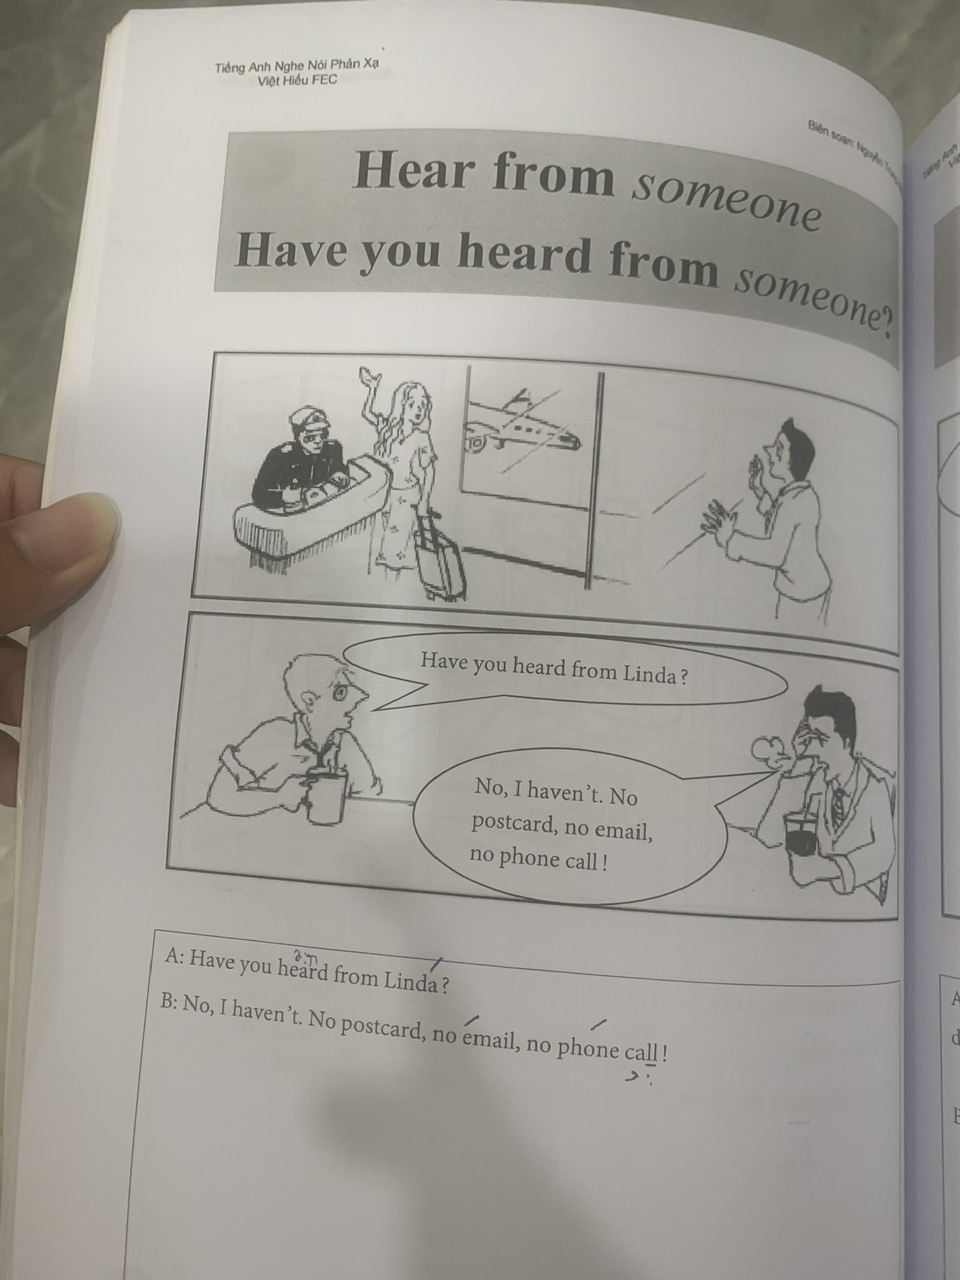 Tiếng Anh Nghe Nói Phản Xạ
Việt Hiếu FEC
Biên soạn: Nguyễn
Hear from someone
Have you heard from someone?
Have you heard from Linda?
No, I haven't. No
postcard, no email,
no phone call!
A: Have you heard from Linda?
B: No, I haven't. No postcard, no email, no phone call!
Tiếng Anh
A
d